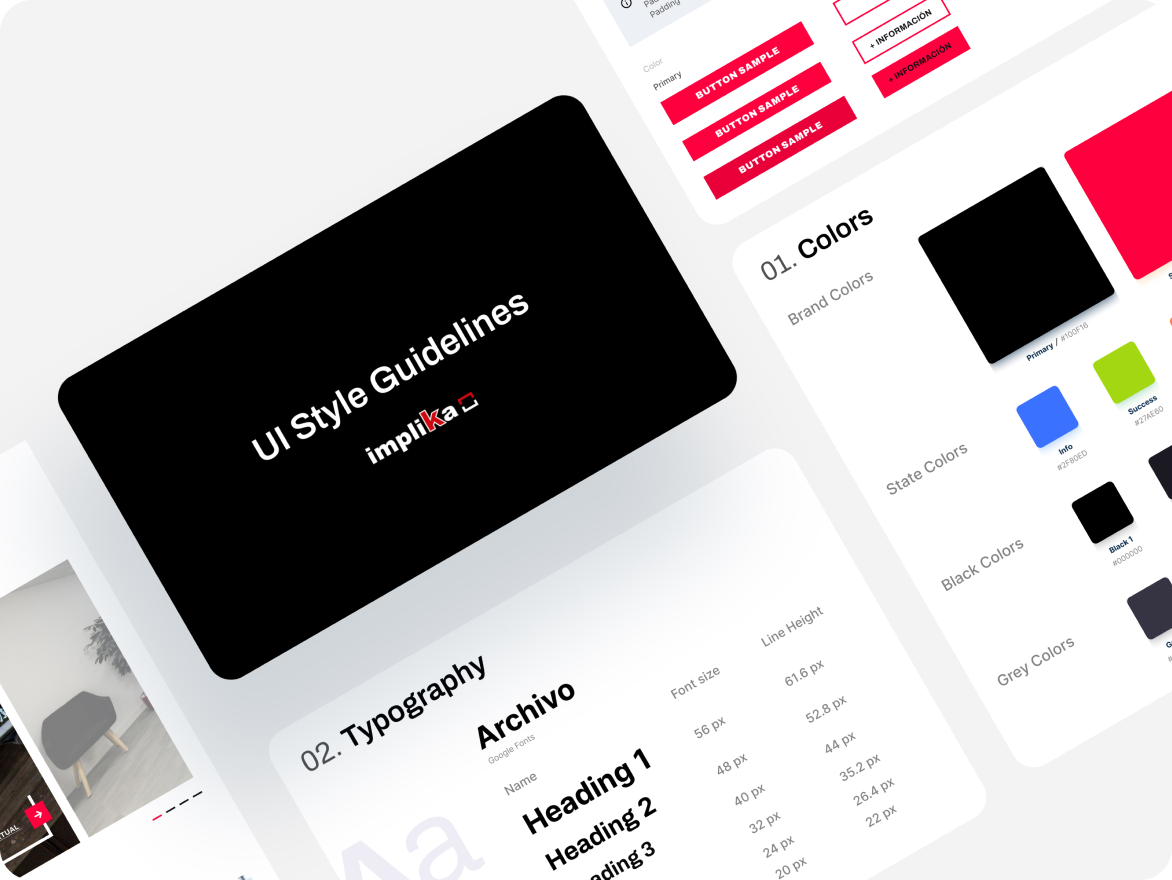 Padding
Color
Primary
BUTTON SAMPLE
BUTTON SAMPLE
BUTTON SAMPLE
+ INFORMACIÓN
+ INFORMACIÓN
UI Style Guidelines
implika
01. Colors
Brand Colors
Primary / #100F16
State Colors
Info
#2F80ED
Success
#27AE60
Black Colors
Black 1
#000000
Grey Colors
02. Typography
Archivo
Google Fonts
Name
Font size
Line Height
Heading 1
56 px
61.6 px
Heading 2
48 px
52.8 px
40 px
44 px
32 px
35.2 px
24 px
26.4 px
20 px
22 px
Aa